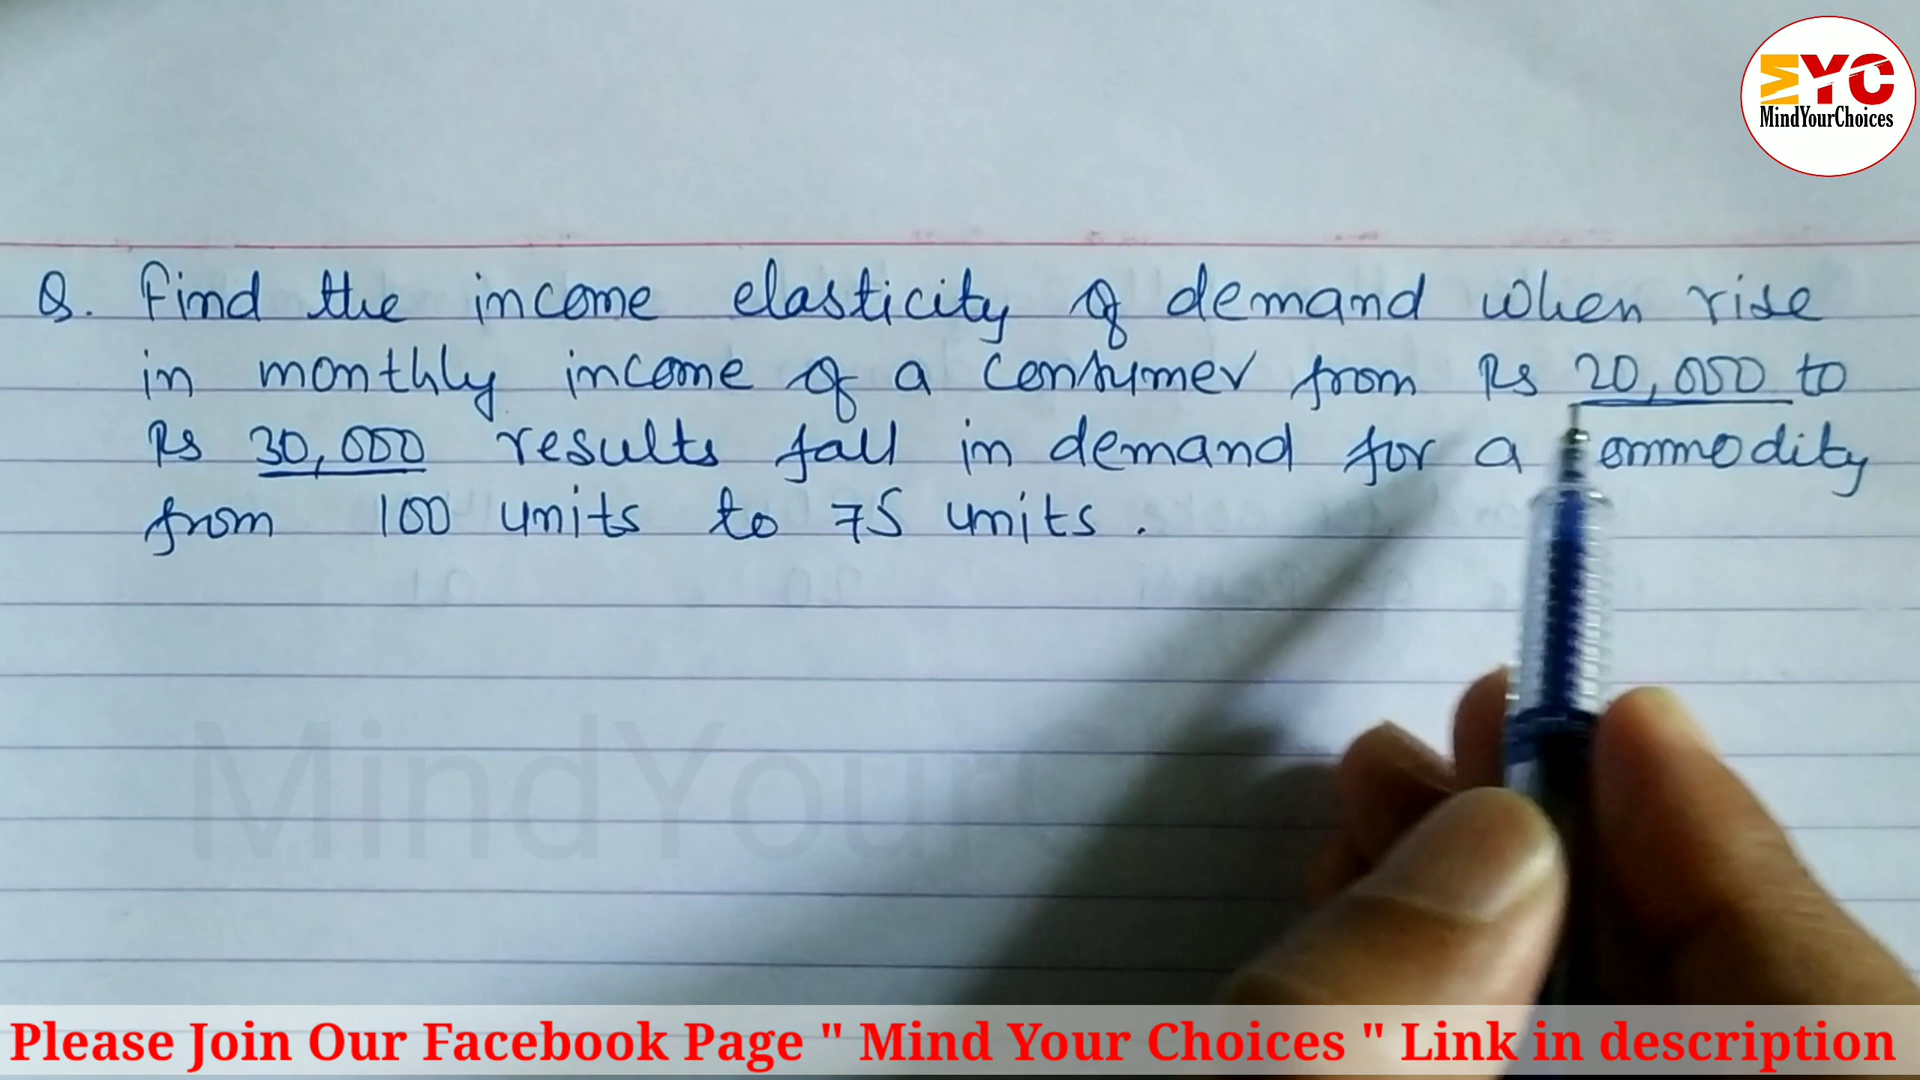 MYC
MindYourChoices
Q. Find the income elasticity of demand when rise
in monthly income of a consumer from Rs 20,000 to
Rs 30,000 results fall in demand for a commodity
from 100 units to 75 units.
MindYourC
Please Join Our Facebook Page " Mind Your Choices " Link in description